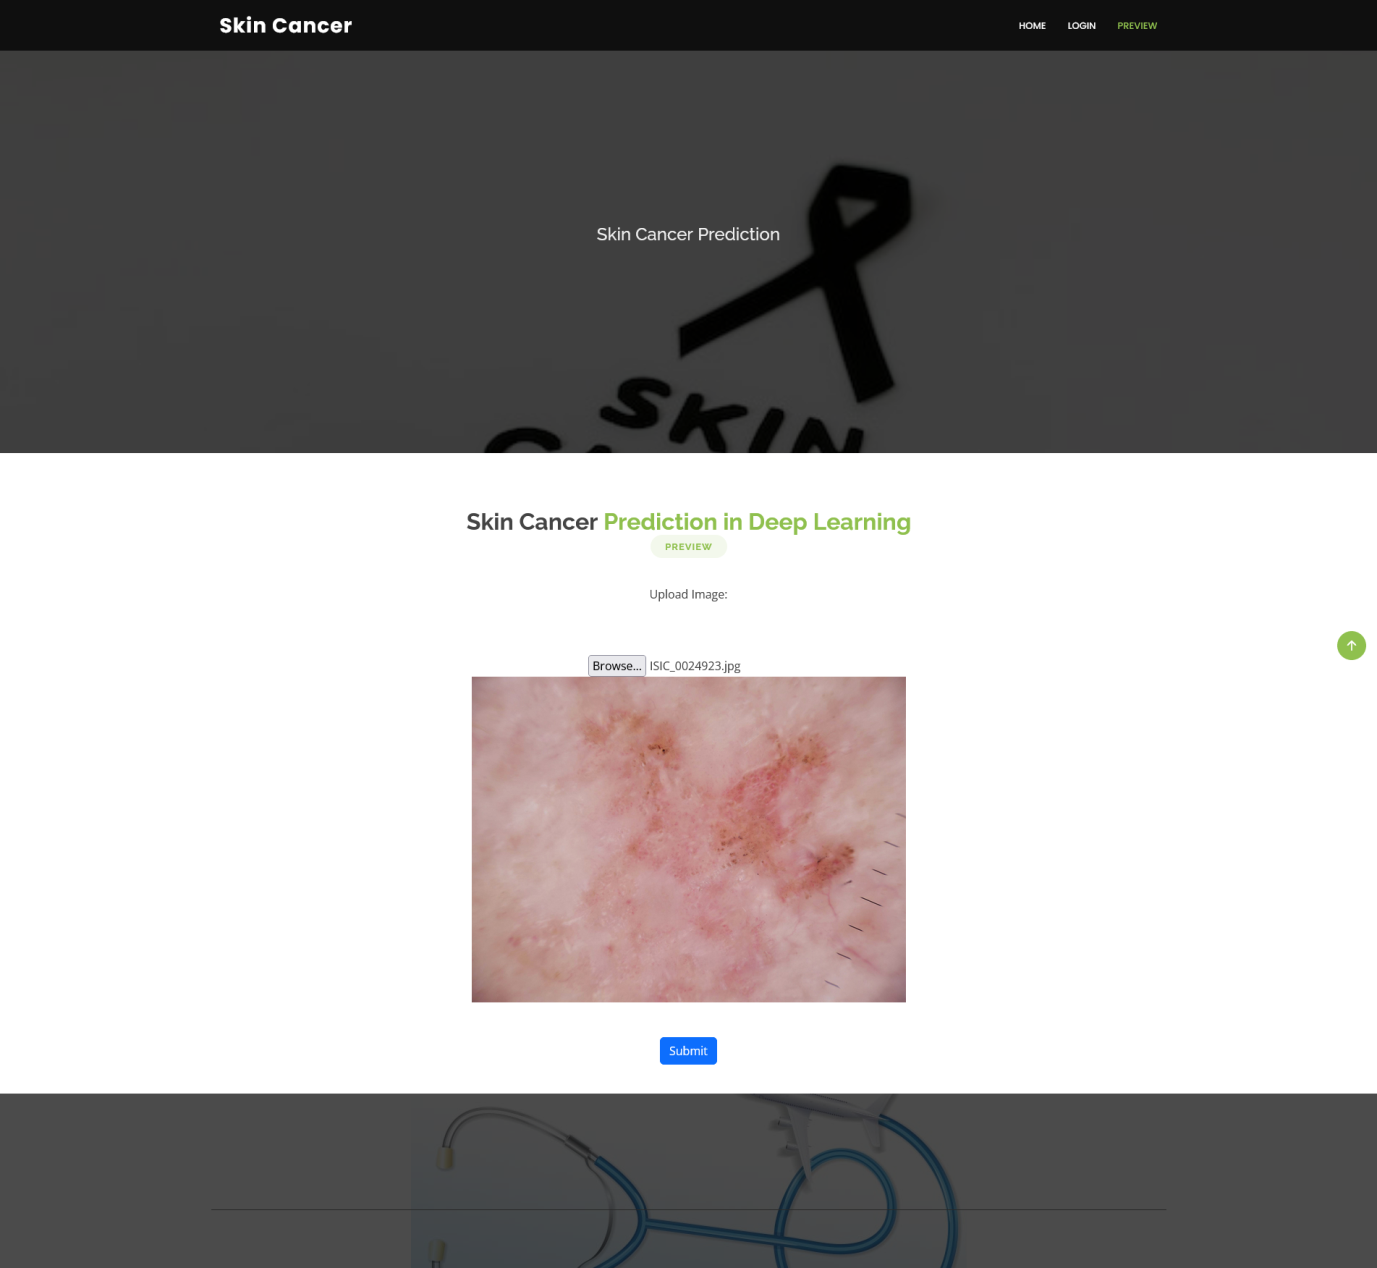 Skin Cancer
HOME LOGIN PREVIEW
Skin Cancer Prediction
SKIN
Skin Cancer Prediction in Deep Learning
PREVIEW
Upload Image:
Browse... ISIC_0024923.jpg
Submit